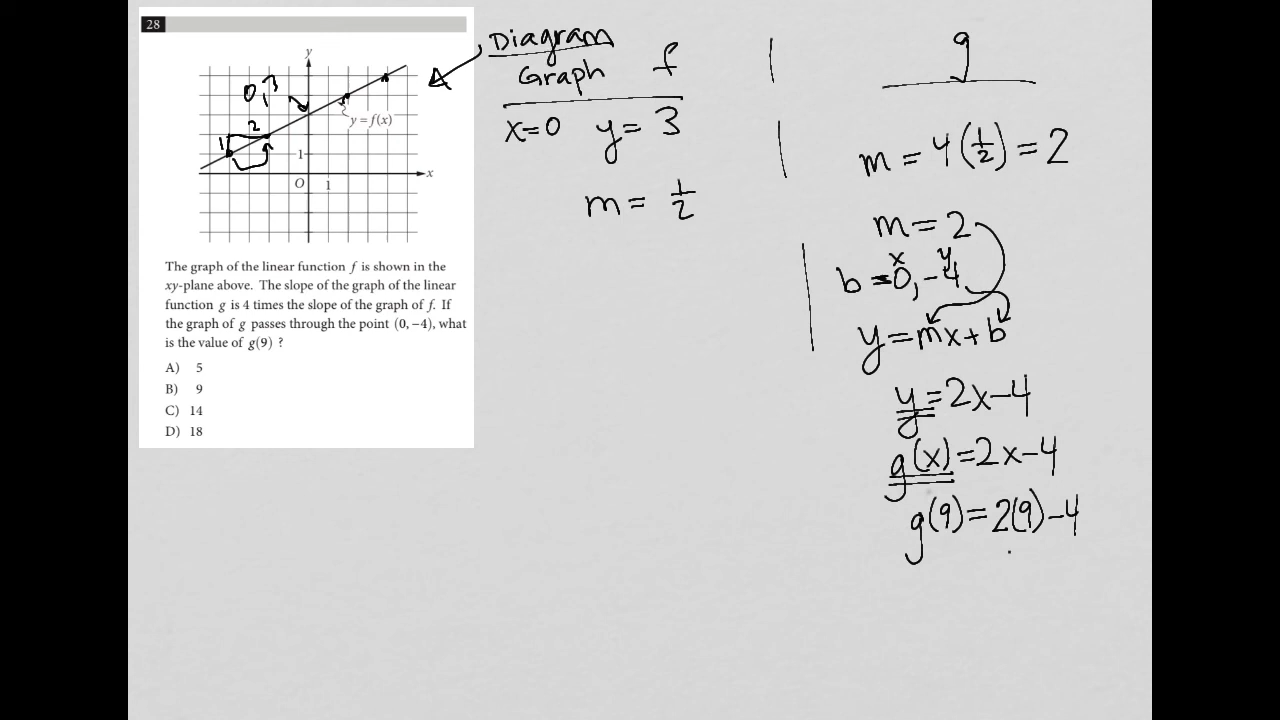 28
y
0,3
2
1
y = f(x)
1
x
O
1
The graph of the linear function f is shown in the
xy-plane above. The slope of the graph of the linear
function g is 4 times the slope of the graph of f. If
the graph of g passes through the point (0, −4), what
is the value of g(9) ?
A) 5
B) 9
C) 14
D) 18
Diagram
Graph f
x=0 y=3
m = 1/2
g
m = 4(1/2) = 2
m = 2
x y
b = 0, -4
y = mx + b
y = 2x - 4
g(x) = 2x - 4
g(9) = 2(9) - 4